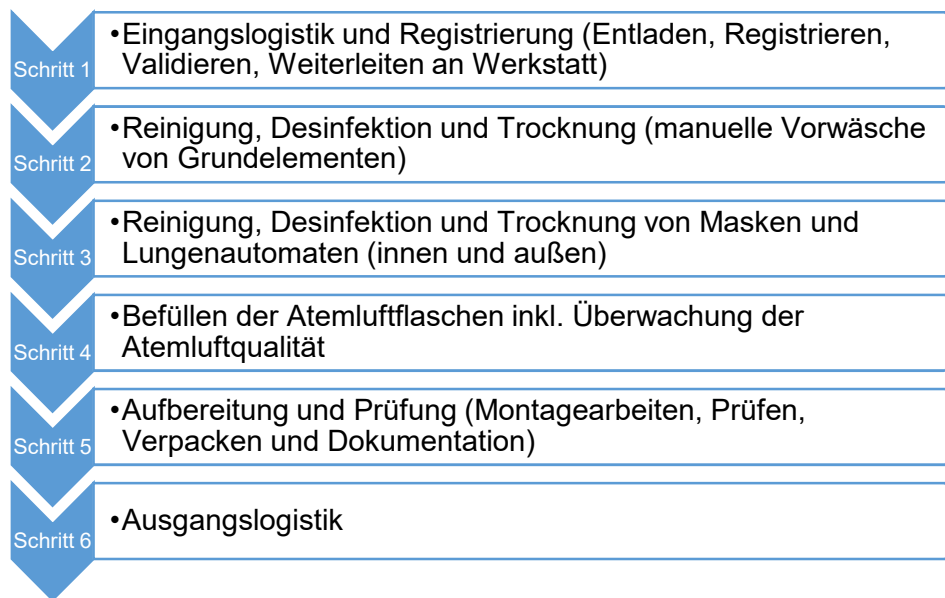 Schritt 1
•Eingangslogistik und Registrierung (Entladen, Registrieren,
Validieren, Weiterleiten an Werkstatt)
Schritt 2
•Reinigung, Desinfektion und Trocknung (manuelle Vorwäsche
von Grundelementen)
Schritt 3
•Reinigung, Desinfektion und Trocknung von Masken und
Lungenautomaten (innen und außen)
Schritt 4
•Befüllen der Atemluftflaschen inkl. Überwachung der
Atemluftqualität
Schritt 5
•Aufbereitung und Prüfung (Montagearbeiten, Prüfen,
Verpacken und Dokumentation)
Schritt 6
•Ausgangslogistik